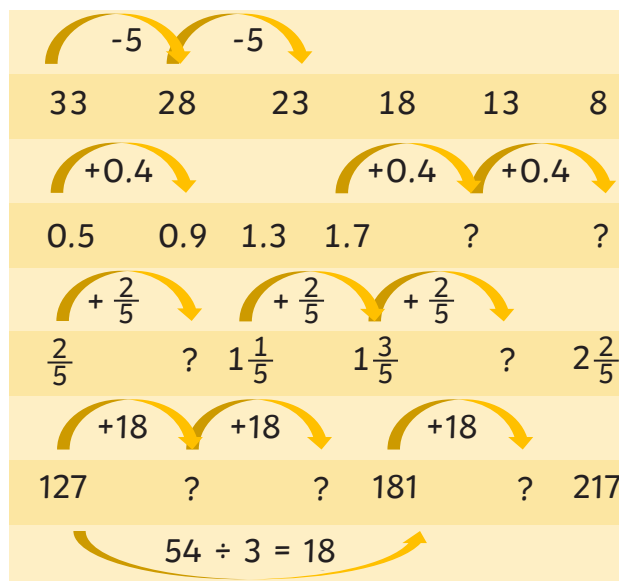 -5 -5
33 28 23 18 13 8
+0.4 +0.4 +0.4
0.5 0.9 1.3 1.7 ? ?
+ 2/5 + 2/5 + 2/5
2/5 ? 1 1/5 1 3/5 ? 2 2/5
+18 +18 +18
127 ? ? 181 ? 217
54 ÷ 3 = 18